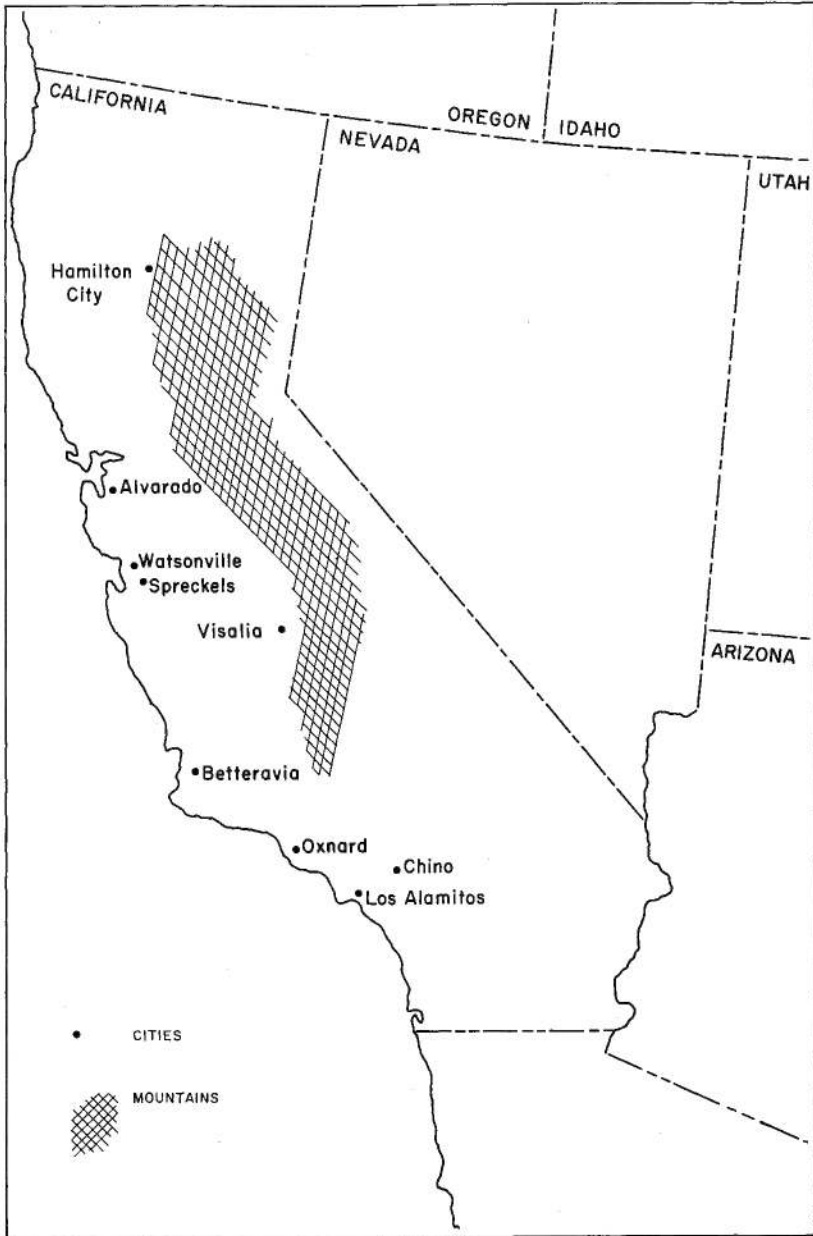 CALIFORNIA
OREGON
IDAHO
NEVADA
UTAH
Hamilton
City
Alvarado
Watsonville
Spreckels
Visalia
ARIZONA
Betteravia
Oxnard
Chino
Los Alamitos
CITIES
MOUNTAINS